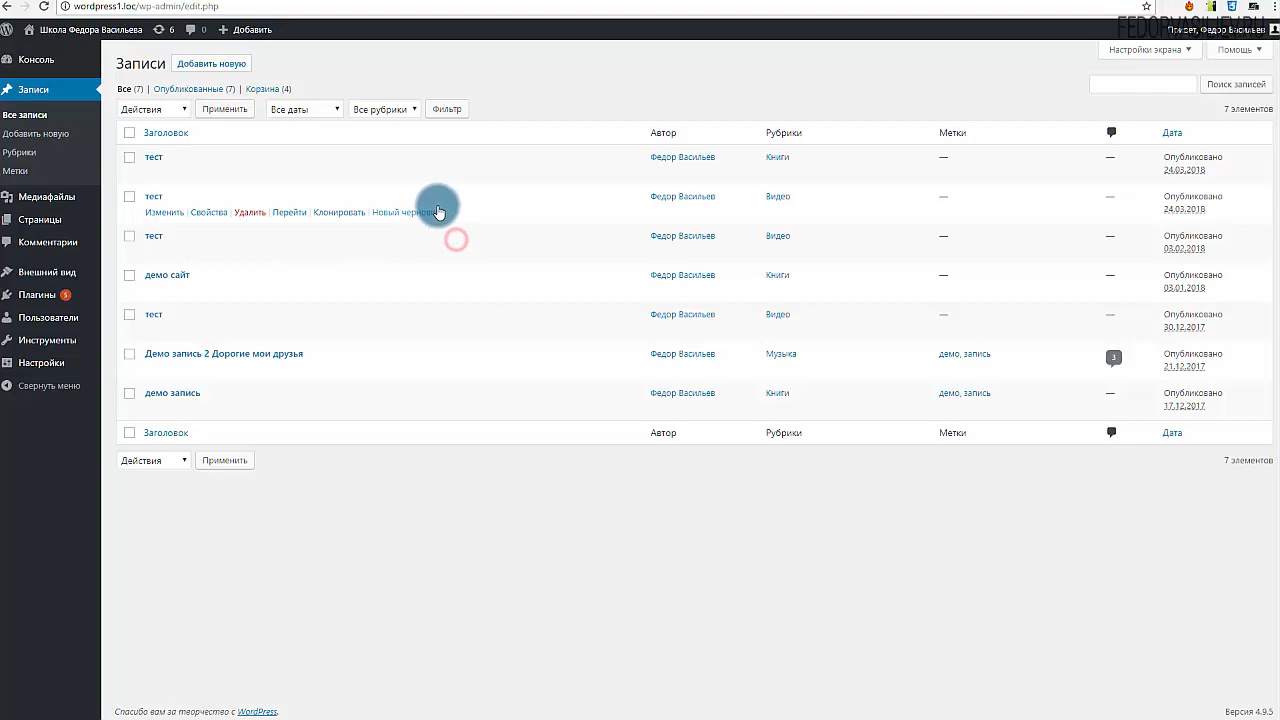 wordpress1.loc/wp-admin/edit.php
FEDORVASILIEV.RU
Школа Федора Васильева 6 0 Добавить
Привет, Федор Васильев
Настройки экрана Помощь
Консоль
Записи
Все записи
Добавить новую
Рубрики
Метки
Медиафайлы
Страницы
Комментарии
Внешний вид
Плагины 5
Пользователи
Инструменты
Настройки
Свернуть меню
Записи Добавить новую
Все (7) | Опубликованные (7) | Корзина (4)
Поиск записей
Действия Применить Все даты Все рубрики Фильтр 7 элементов
Заголовок Автор Рубрики Метки Дата
тест Федор Васильев Книги — — Опубликовано
24.03.2018
тест Федор Васильев Видео — — Опубликовано
Изменить | Свойства | Удалить | Перейти | Клонировать | Новый 24.03.2018
тест Федор Васильев Видео — — Опубликовано
03.02.2018
демо сайт Федор Васильев Книги — — Опубликовано
03.01.2018
тест Федор Васильев Видео — — Опубликовано
30.12.2017
Демо запись 2 Дорогие мои друзья Федор Васильев Музыка демо, запись 3 Опубликовано
21.12.2017
демо запись Федор Васильев Книги демо, запись — Опубликовано
17.12.2017
Заголовок Автор Рубрики Метки Дата
Действия Применить 7 элементов
Спасибо вам за творчество с WordPress.
Версия 4.9.5